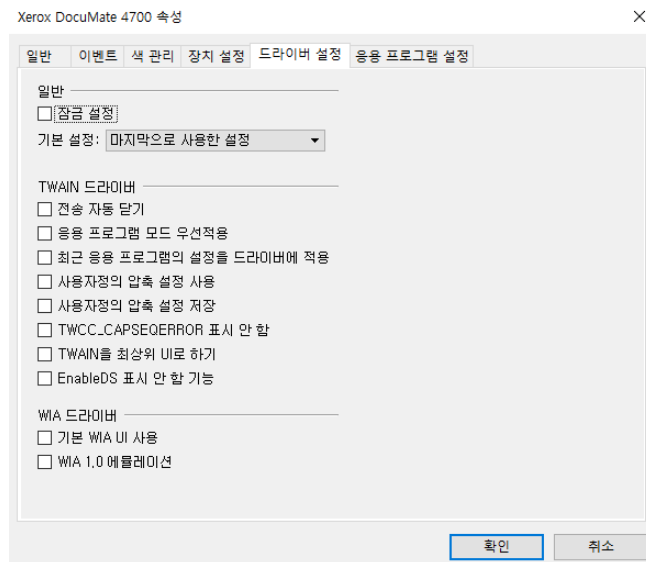 Xerox DocuMate 4700 속성
일반 이벤트 색 관리 장치 설정 드라이버 설정 응용 프로그램 설정
일반
잠금 설정
기본 설정: 마지막으로 사용한 설정
TWAIN 드라이버
전송 자동 닫기
응용 프로그램 모드 우선적용
최근 응용 프로그램의 설정을 드라이버에 적용
사용자정의 압축 설정 사용
사용자정의 압축 설정 저장
TWCC_CAPSEQERROR 표시 안 함
TWAIN을 최상위 UI로 하기
EnableDS 표시 안 함 기능
WIA 드라이버
기본 WIA UI 사용
WIA 1.0 에뮬레이션
확인 취소